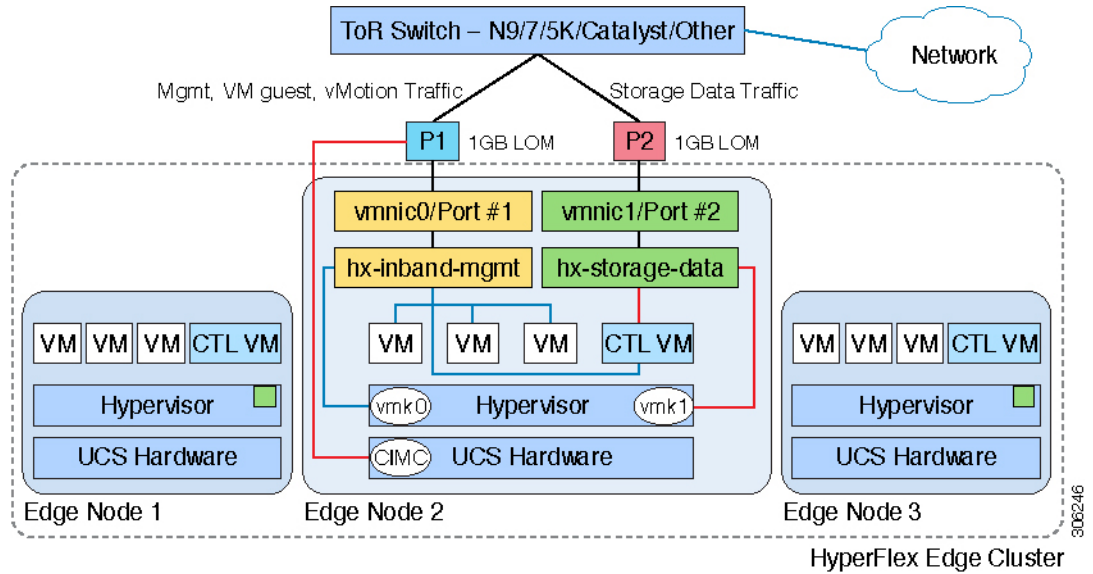 ToR Switch – N9/7/5K/Catalyst/Other
Network
Mgmt, VM guest, vMotion Traffic
Storage Data Traffic
P1
1GB LOM
P2
1GB LOM
vmnic0/Port #1
vmnic1/Port #2
hx-inband-mgmt
hx-storage-data
VM
VM
VM
CTL VM
VM
VM
VM
CTL VM
VM
VM
VM
CTL VM
Hypervisor
vmk0
Hypervisor
vmk1
Hypervisor
UCS Hardware
CIMC
UCS Hardware
UCS Hardware
Edge Node 1
Edge Node 2
Edge Node 3
306246
HyperFlex Edge Cluster